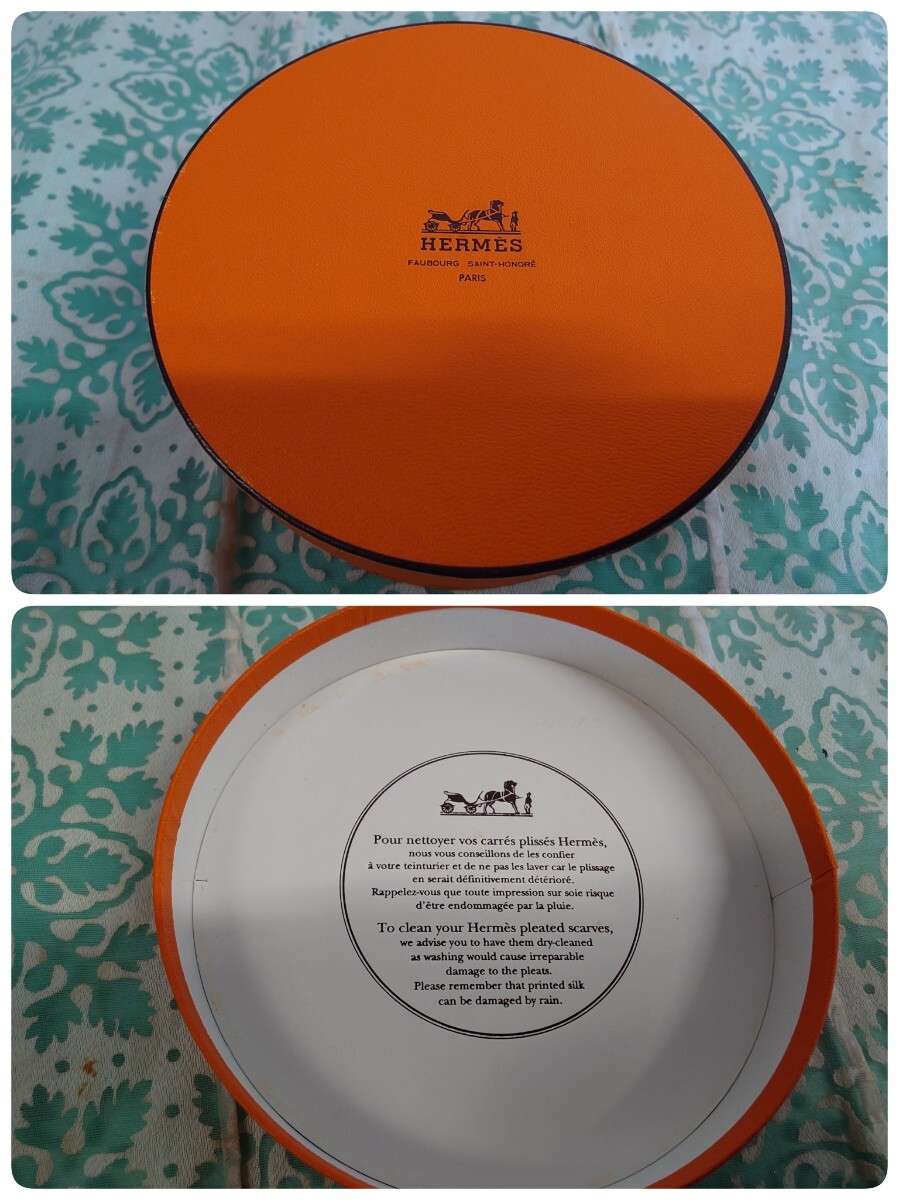 HERMÈS
FAUBOURG SAINT-HONORÉ
PARIS
Pour nettoyer vos carrés plissés Hermès,
nous vous conseillons de les confier
à votre teinturier et de ne pas les laver car le plissage
en serait définitivement détérioré.
Rappelez-vous que toute impression sur soie risque
d'être endommagée par la pluie.
To clean your Hermès pleated scarves,
we advise you to have them dry-cleaned
as washing would cause irreparable
damage to the pleats.
Please remember that printed silk
can be damaged by rain.